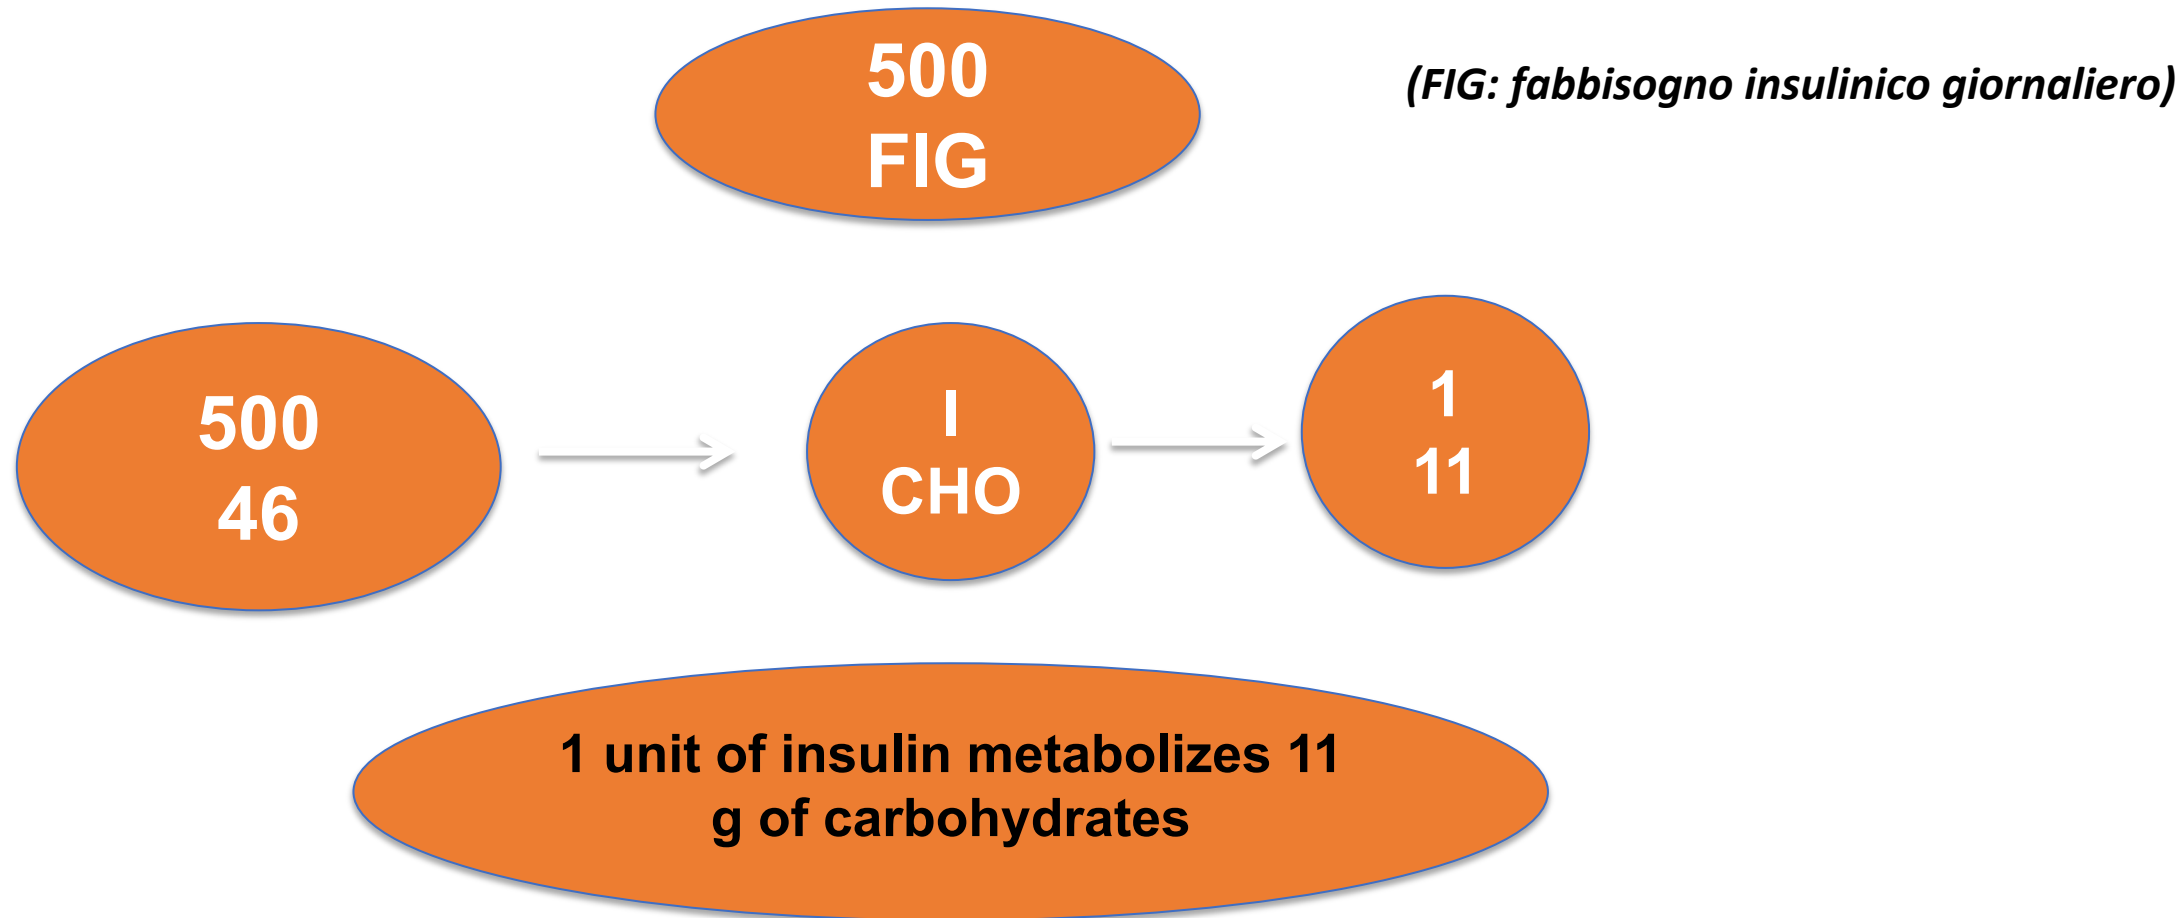 500
FIG
(FIG: fabbisogno insulinico giornaliero)
500
46
I
CHO
1
11
1 unit of insulin metabolizes 11
g of carbohydrates